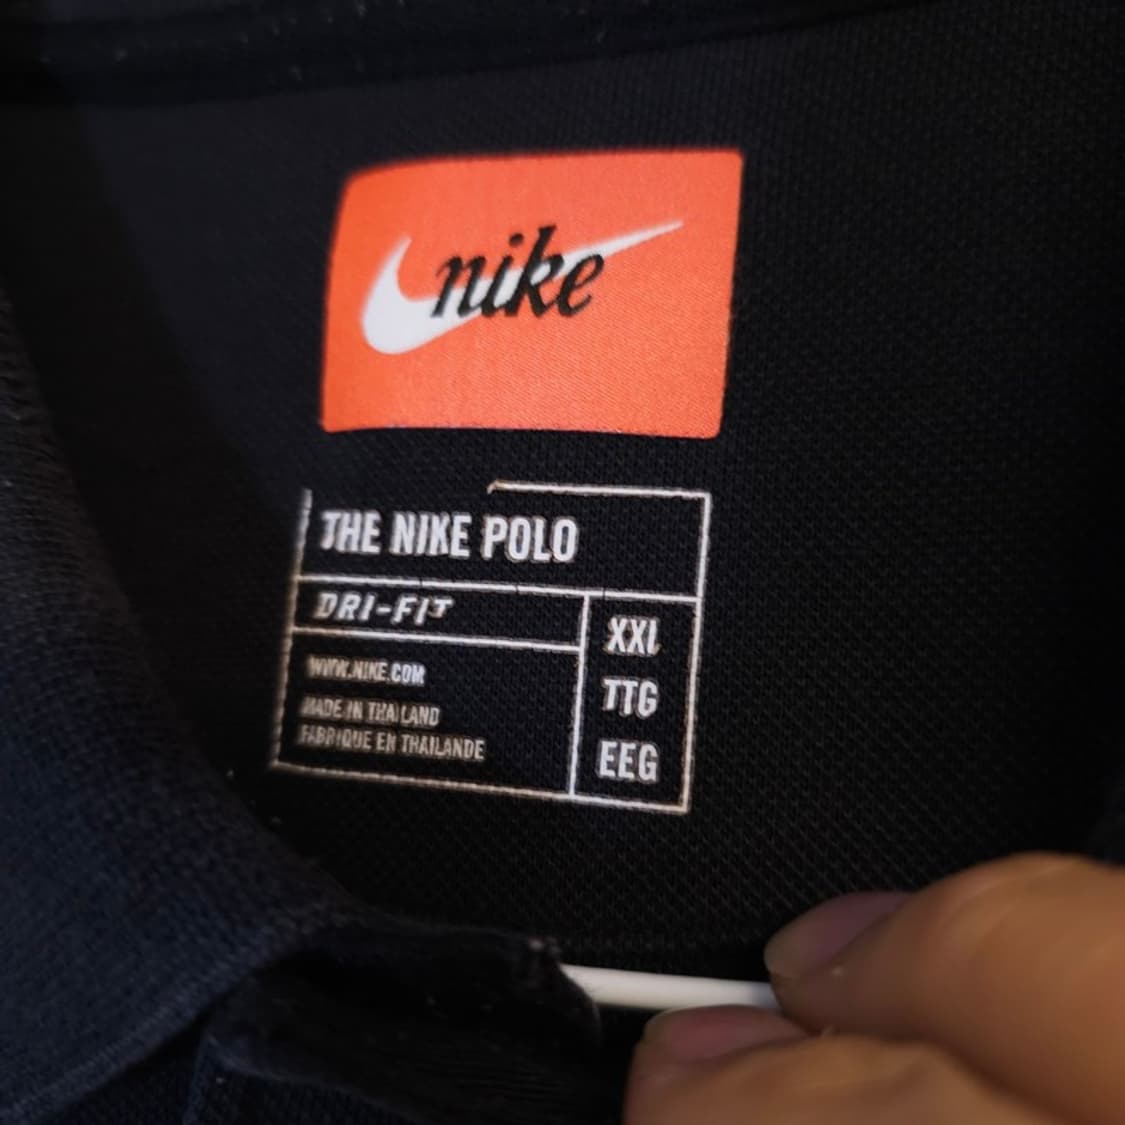 nike
THE NIKE POLO
DRI-FIT
WWW.NIKE.COM
MADE IN THAILAND
FABRIQUE EN THAILANDE
XXL
TTG
EEG